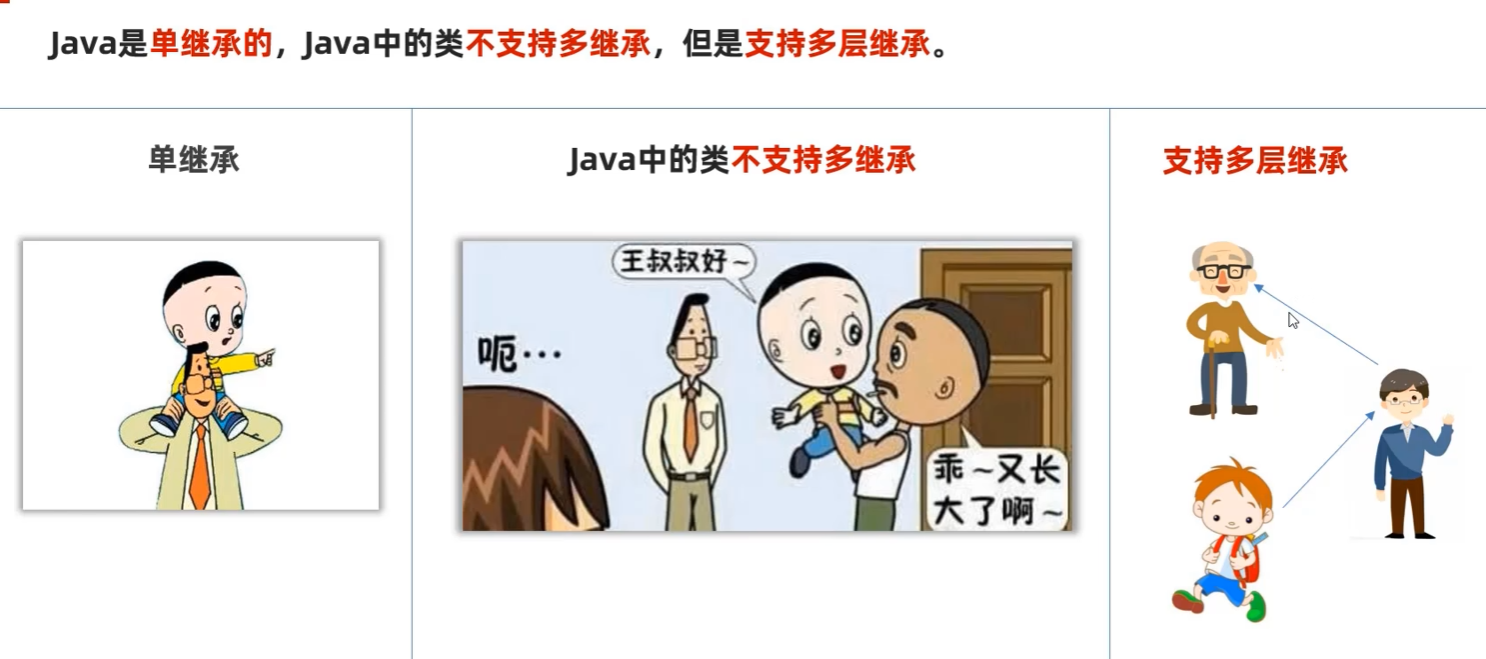 Java是单继承的，Java中的类不支持多继承，但是支持多层继承。
单继承
Java中的类不支持多继承
支持多层继承
王叔叔好~
呃…
乖~又长
大了啊~